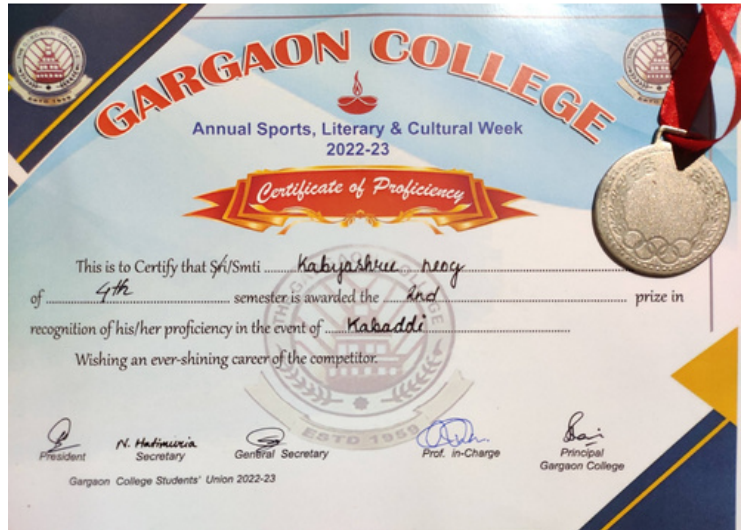 GARGAON COLLEGE
Annual Sports, Literary & Cultural Week
2022-23
Certificate of Proficiency
This is to Certify that Sri/Smti Kabyashree neog
of 4th semester is awarded the 2nd prize in
recognition of his/her proficiency in the event of Kabaddi
Wishing an ever-shining career of the competitor.
ESTD 1959
President
N. Hatimuria
Secretary
General Secretary
Prof. in-Charge
Principal
Gargaon College
Gargaon College Students' Union 2022-23